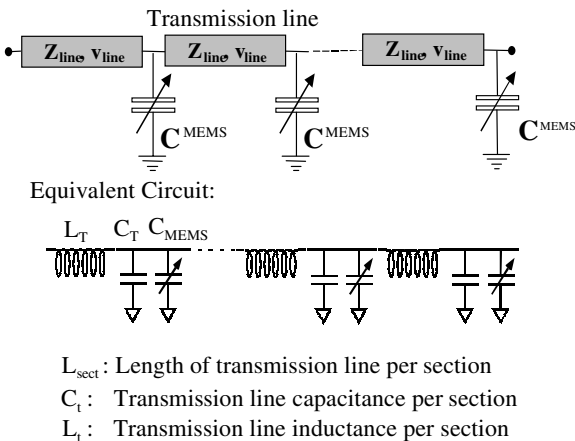 Transmission line
Z_line, v_line Z_line, v_line Z_line, v_line
C^MEMS C^MEMS C^MEMS
Equivalent Circuit:
L_T C_T C_MEMS
L_sect : Length of transmission line per section
C_t : Transmission line capacitance per section
L_t : Transmission line inductance per section